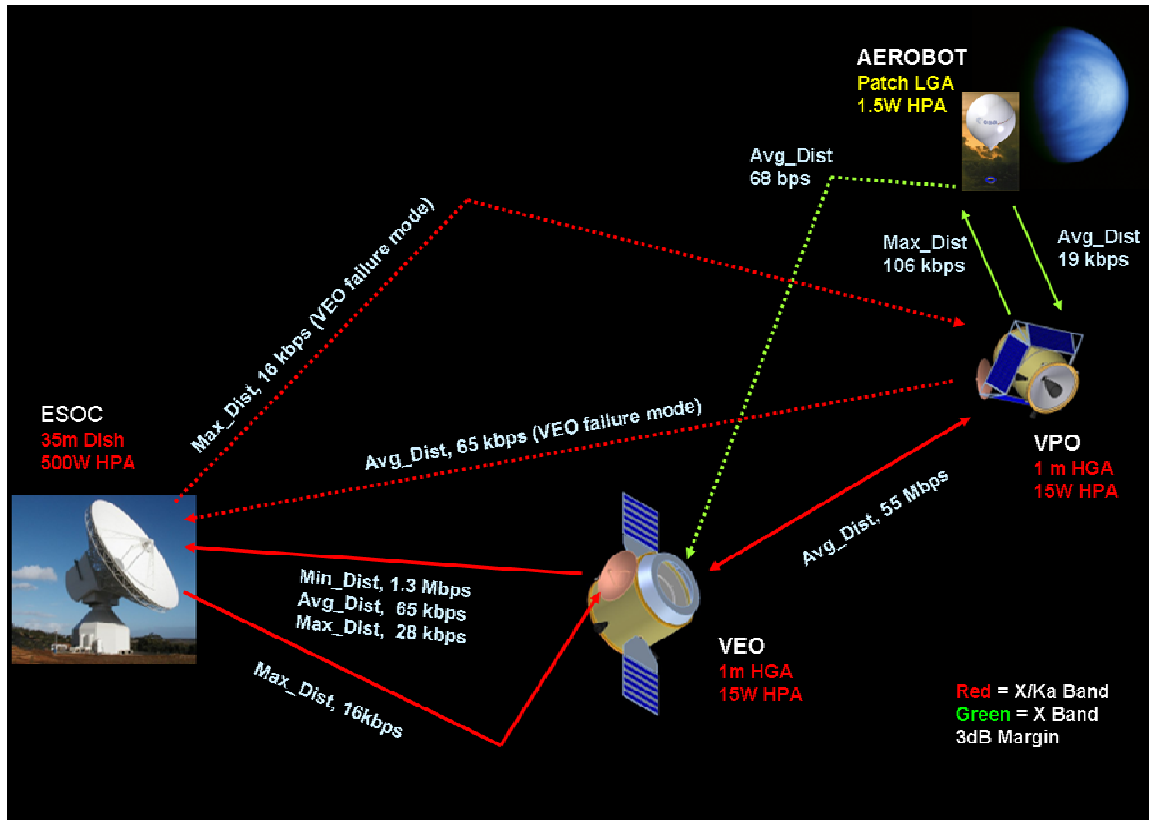 AEROBOT
Patch LGA
1.5W HPA
Avg_Dist
68 bps
Max_Dist
106 kbps
Avg_Dist
19 kbps
Max_Dist, 16 kbps (VEO failure mode)
ESOC
35m Dish
500W HPA
Avg_Dist, 65 kbps (VEO failure mode)
VPO
1 m HGA
15W HPA
Avg_Dist, 55 Mbps
Min_Dist, 1.3 Mbps
Avg_Dist, 65 kbps
Max_Dist, 28 kbps
VEO
1m HGA
15W HPA
Max_Dist, 16kbps
Red = X/Ka Band
Green = X Band
3dB Margin